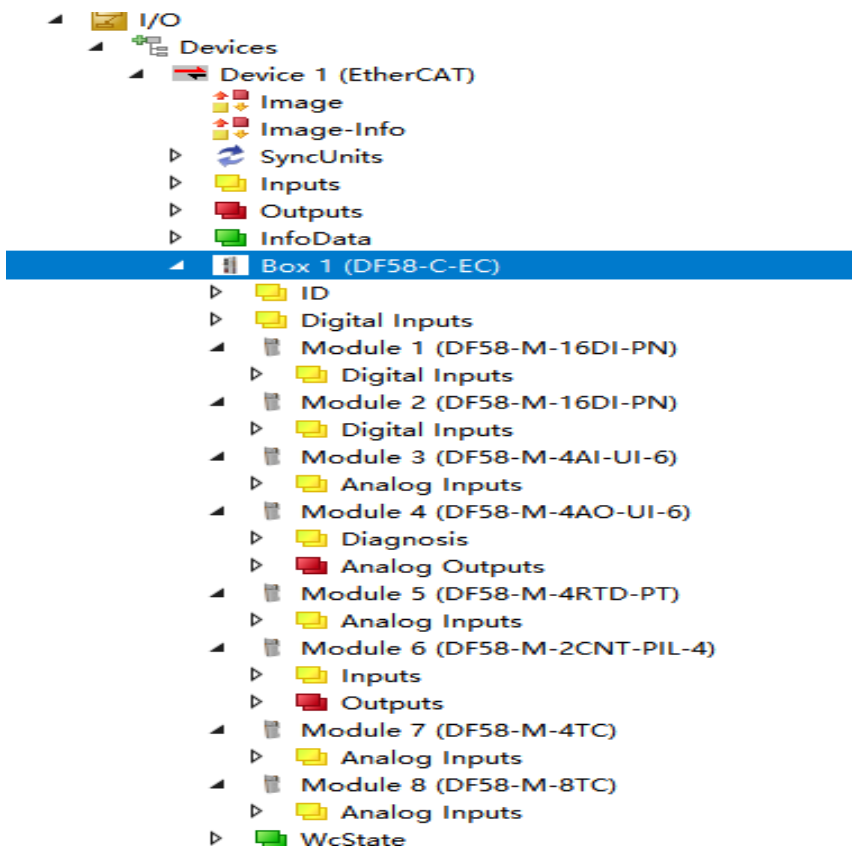 I/O
Devices
Device 1 (EtherCAT)
Image
Image-Info
SyncUnits
Inputs
Outputs
InfoData
Box 1 (DF58-C-EC)
ID
Digital Inputs
Module 1 (DF58-M-16DI-PN)
Digital Inputs
Module 2 (DF58-M-16DI-PN)
Digital Inputs
Module 3 (DF58-M-4AI-UI-6)
Analog Inputs
Module 4 (DF58-M-4AO-UI-6)
Diagnosis
Analog Outputs
Module 5 (DF58-M-4RTD-PT)
Analog Inputs
Module 6 (DF58-M-2CNT-PIL-4)
Inputs
Outputs
Module 7 (DF58-M-4TC)
Analog Inputs
Module 8 (DF58-M-8TC)
Analog Inputs
WcState